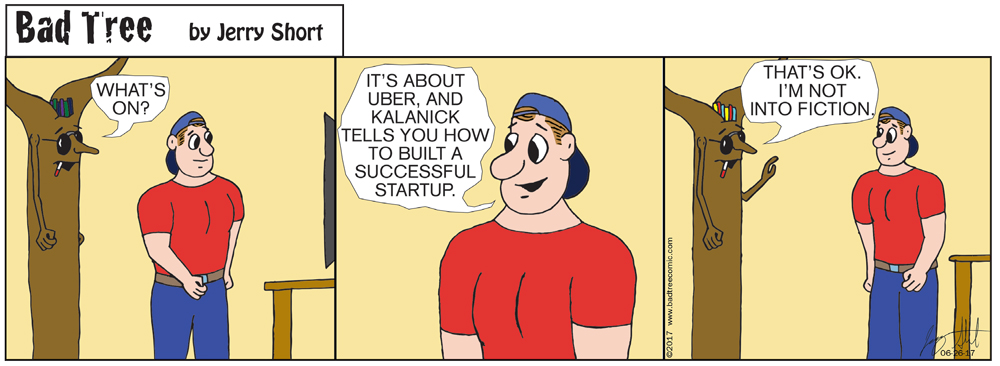 Bad Tree by Jerry Short
WHAT'S
ON?
IT'S ABOUT
UBER, AND
KALANICK
TELLS YOU HOW
TO BUILT A
SUCCESSFUL
STARTUP.
THAT'S OK.
I'M NOT
INTO FICTION.
©2017 www.badtreecomic.com
06-26-17